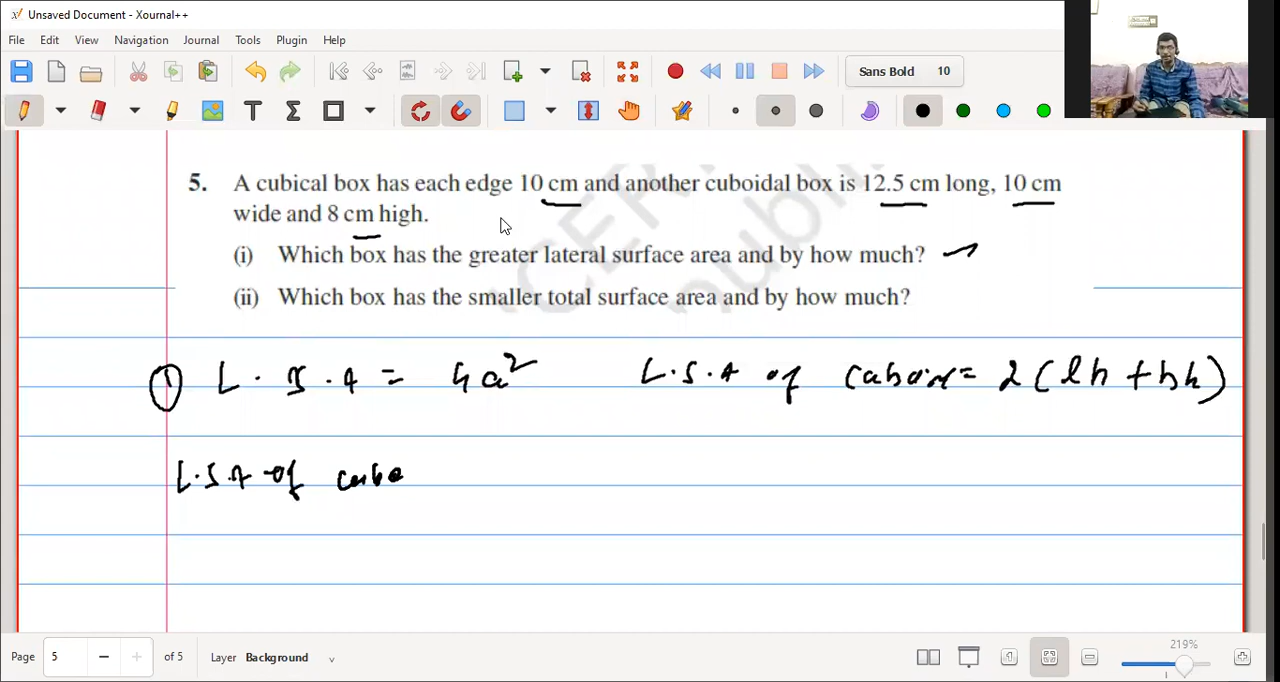 Unsaved Document - Xournal++
File Edit View Navigation Journal Tools Plugin Help
Sans Bold 10
5. A cubical box has each edge 10 cm and another cuboidal box is 12.5 cm long, 10 cm
wide and 8 cm high.
(i) Which box has the greater lateral surface area and by how much?
(ii) Which box has the smaller total surface area and by how much?
① L.S.A = 4a² L.S.A of cuboid = 2(lh + bh)
L.S.A of cube
Page 5 of 5 Layer Background 219%